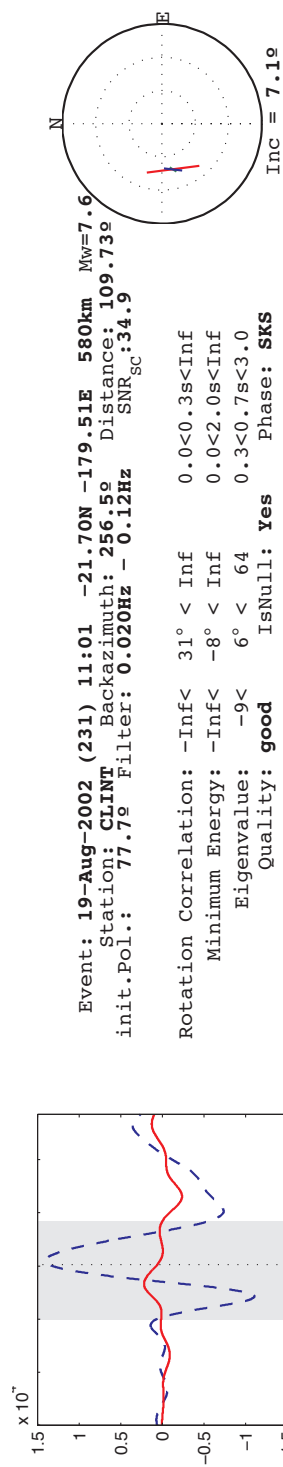 Event: 19-Aug-2002 (231) 11:01 -21.70N -179.51E 580km Mw=7.6
Station: CLINT Backazimuth: 256.5º Distance: 109.73º
init.Pol.: 77.7º Filter: 0.020Hz - 0.12Hz SNRSC:34.9
Rotation Correlation: -Inf< 31° < Inf 0.0<0.3s<Inf
Minimum Energy: -Inf< -8° < Inf 0.0<2.0s<Inf
Eigenvalue: -9< 6° < 64 0.3<0.7s<3.0
Quality: good IsNull: Yes Phase: SKS
N
E
Inc = 7.1º
1.5
1
0.5
0
-0.5
-1